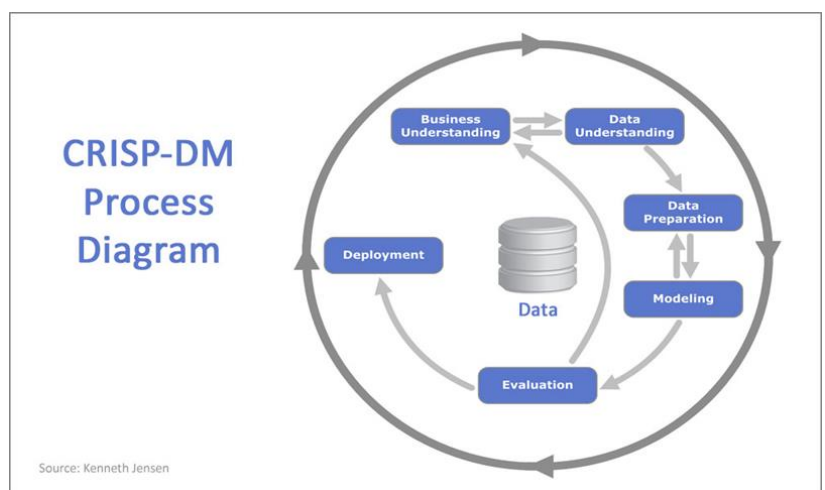 CRISP-DM
Process
Diagram
Business
Understanding
Data
Understanding
Data
Preparation
Deployment
Modeling
Data
Evaluation
Source: Kenneth Jensen